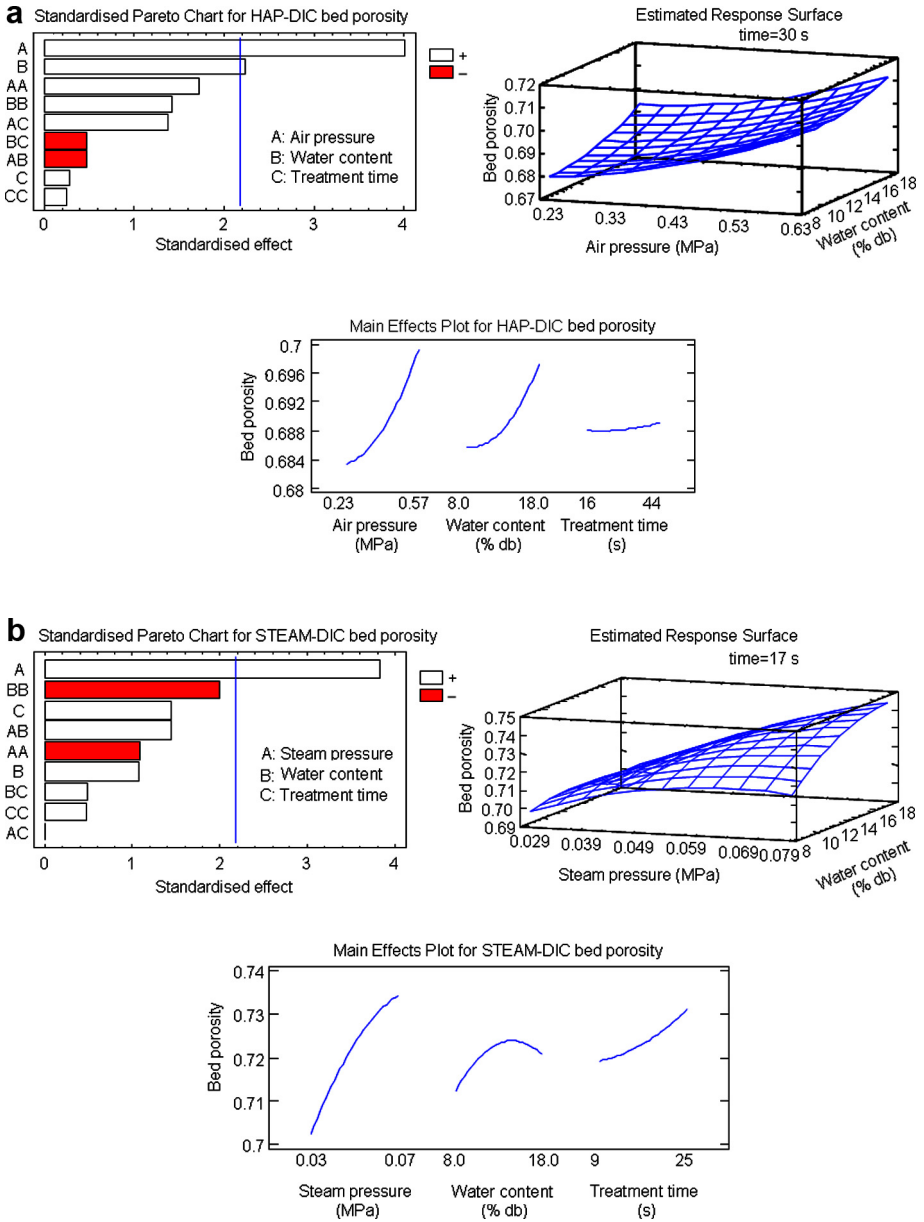 a
Standardised Pareto Chart for HAP-DIC bed porosity
A
B
AA
BB
AC
BC
AB
C
CC
+
−
A: Air pressure
B: Water content
C: Treatment time
0 1 2 3 4
Standardised effect
Estimated Response Surface
time=30 s
Bed porosity
0.72
0.71
0.70
0.69
0.68
0.67
0.23 0.33 0.43 0.53 0.63
Air pressure (MPa)
8 10 12 14 16 18
Water content
(% db)
Main Effects Plot for HAP-DIC bed porosity
Bed porosity
0.7
0.696
0.692
0.688
0.684
0.68
0.23 0.57 8.0 18.0 16 44
Air pressure Water content Treatment time
(MPa) (% db) (s)
b
Standardised Pareto Chart for STEAM-DIC bed porosity
A
BB
C
AB
AA
B
BC
CC
AC
+
−
A: Steam pressure
B: Water content
C: Treatment time
0 1 2 3 4
Standardised effect
Estimated Response Surface
time=17 s
Bed porosity
0.75
0.74
0.73
0.72
0.71
0.70
0.69
0.029 0.039 0.049 0.059 0.069 0.079
Steam pressure (MPa)
8 10 12 14 16 18
Water content
(% db)
Main Effects Plot for STEAM-DIC bed porosity
Bed porosity
0.74
0.73
0.72
0.71
0.7
0.03 0.07 8.0 18.0 9 25
Steam pressure Water content Treatment time
(MPa) (% db) (s)